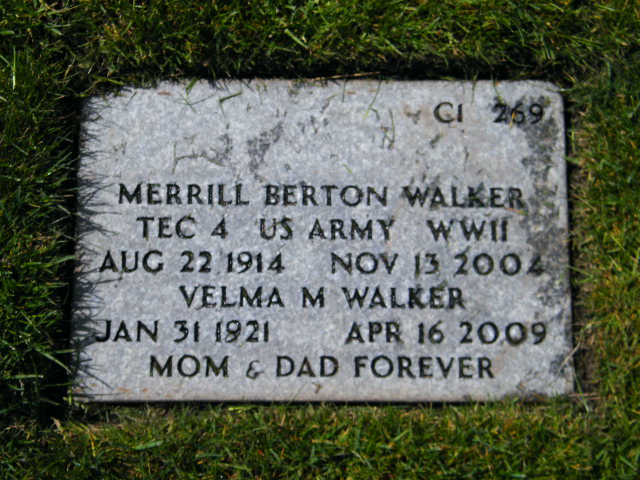 CI 269
MERRILL BERTON WALKER
TEC 4 US ARMY WWII
AUG 22 1914 NOV 13 2004
VELMA M WALKER
JAN 31 1921 APR 16 2009
MOM & DAD FOREVER